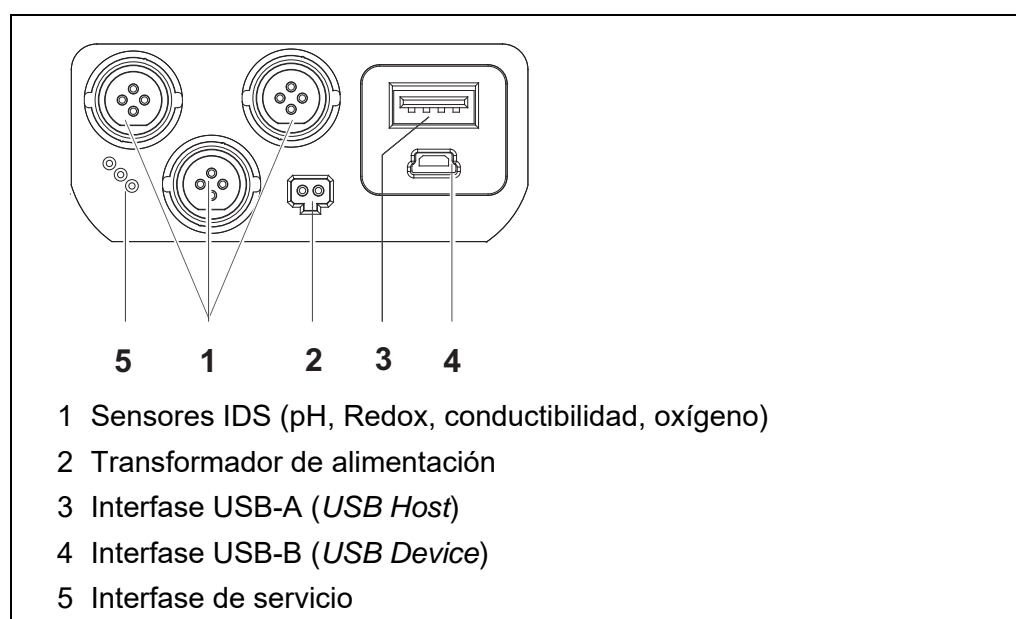 5 1 2 3 4
1 Sensores IDS (pH, Redox, conductibilidad, oxígeno)
2 Transformador de alimentación
3 Interfase USB-A (USB Host)
4 Interfase USB-B (USB Device)
5 Interfase de servicio